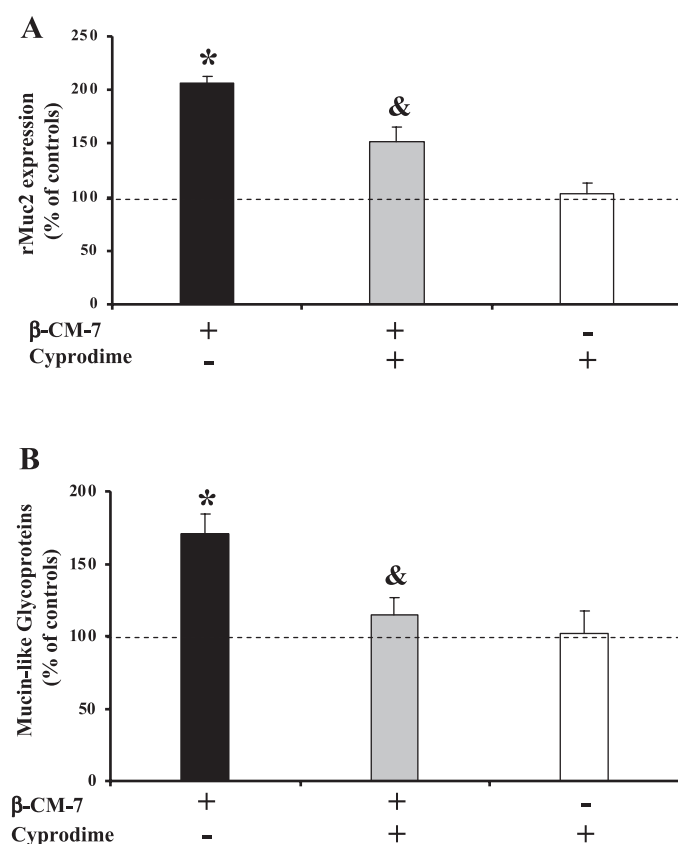 A
rMuc2 expression
(% of controls)
250
200
150
100
50
0
*
&
β-CM-7 + + -
Cyprodime - + +
B
Mucin-like Glycoproteins
(% of controls)
200
150
100
50
0
*
&
β-CM-7 + + -
Cyprodime - + +